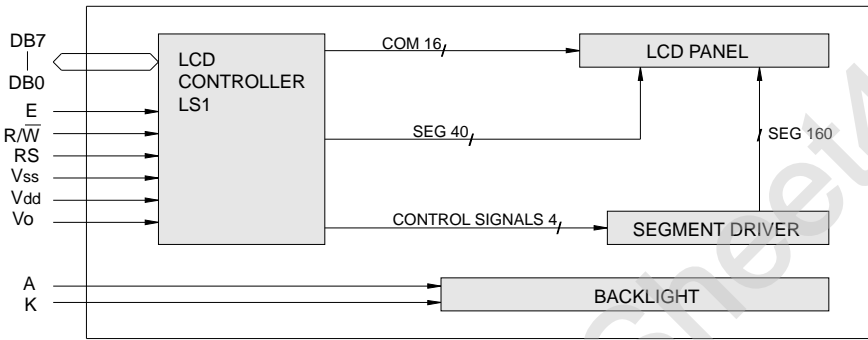 DB7
DB0
E
R/W
RS
Vss
Vdd
Vo
A
K
LCD
CONTROLLER
LS1
COM 16
SEG 40
CONTROL SIGNALS 4
LCD PANEL
SEG 160
SEGMENT DRIVER
BACKLIGHT
Sheet4